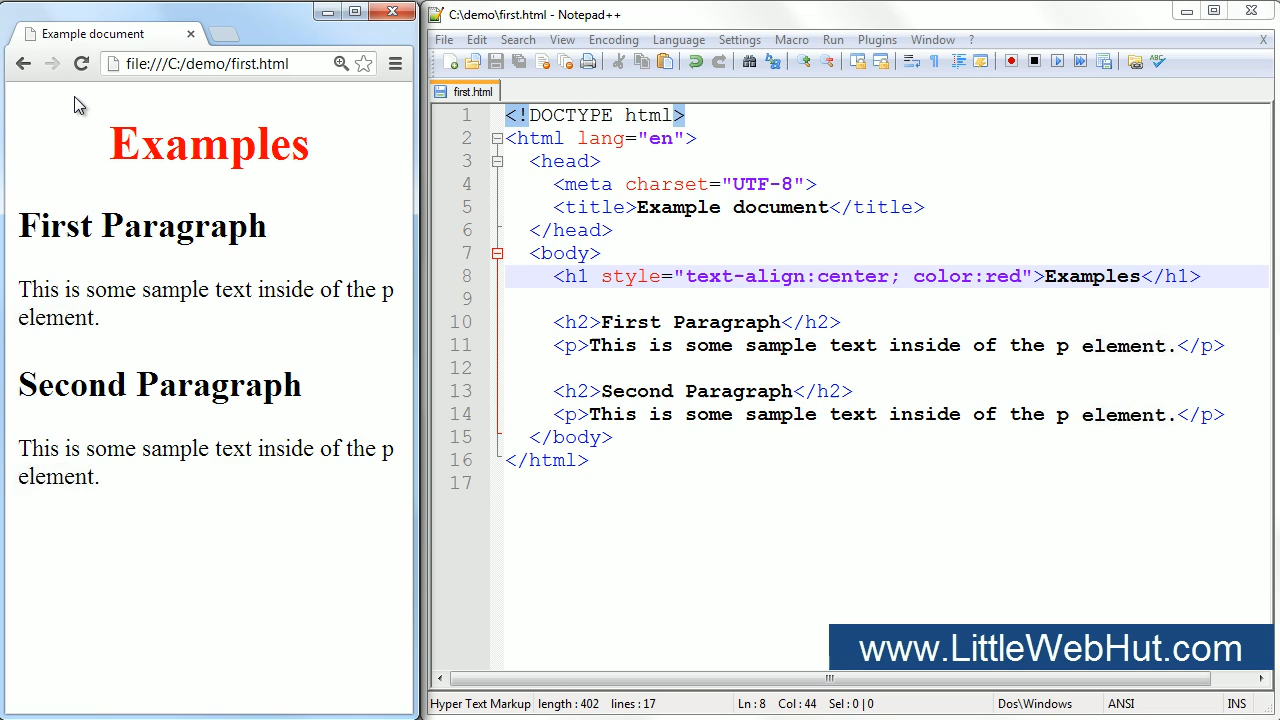 Example document
file:///C:/demo/first.html
Examples
First Paragraph
This is some sample text inside of the p
element.
Second Paragraph
This is some sample text inside of the p
element.
C:\demo\first.html - Notepad++
File Edit Search View Encoding Language Settings Macro Run Plugins Window ? X
first.html
1 <!DOCTYPE html>
2 <html lang="en">
3 <head>
4 <meta charset="UTF-8">
5 <title>Example document</title>
6 </head>
7 <body>
8 <h1 style="text-align:center; color:red">Examples</h1>
9
10 <h2>First Paragraph</h2>
11 <p>This is some sample text inside of the p element.</p>
12
13 <h2>Second Paragraph</h2>
14 <p>This is some sample text inside of the p element.</p>
15 </body>
16 </html>
17
www.LittleWebHut.com
Hyper Text Markup length : 402 lines : 17 Ln : 8 Col : 44 Sel : 0 | 0 Dos\Windows ANSI INS